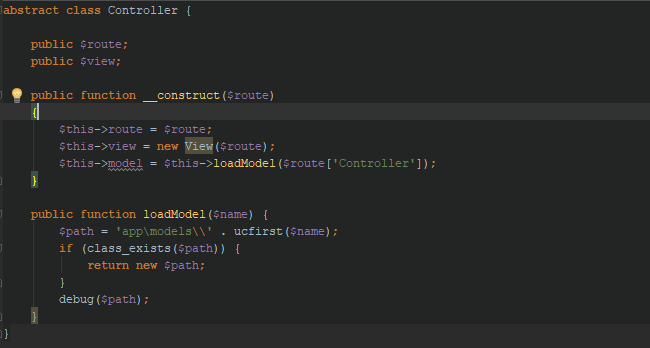 abstract class Controller {
public $route;
public $view;
public function __construct($route)
{
$this->route = $route;
$this->view = new View($route);
$this->model = $this->loadModel($route['Controller']);
}
public function loadModel($name) {
$path = 'app\models\\' . ucfirst($name);
if (class_exists($path)) {
return new $path;
}
debug($path);
}
}